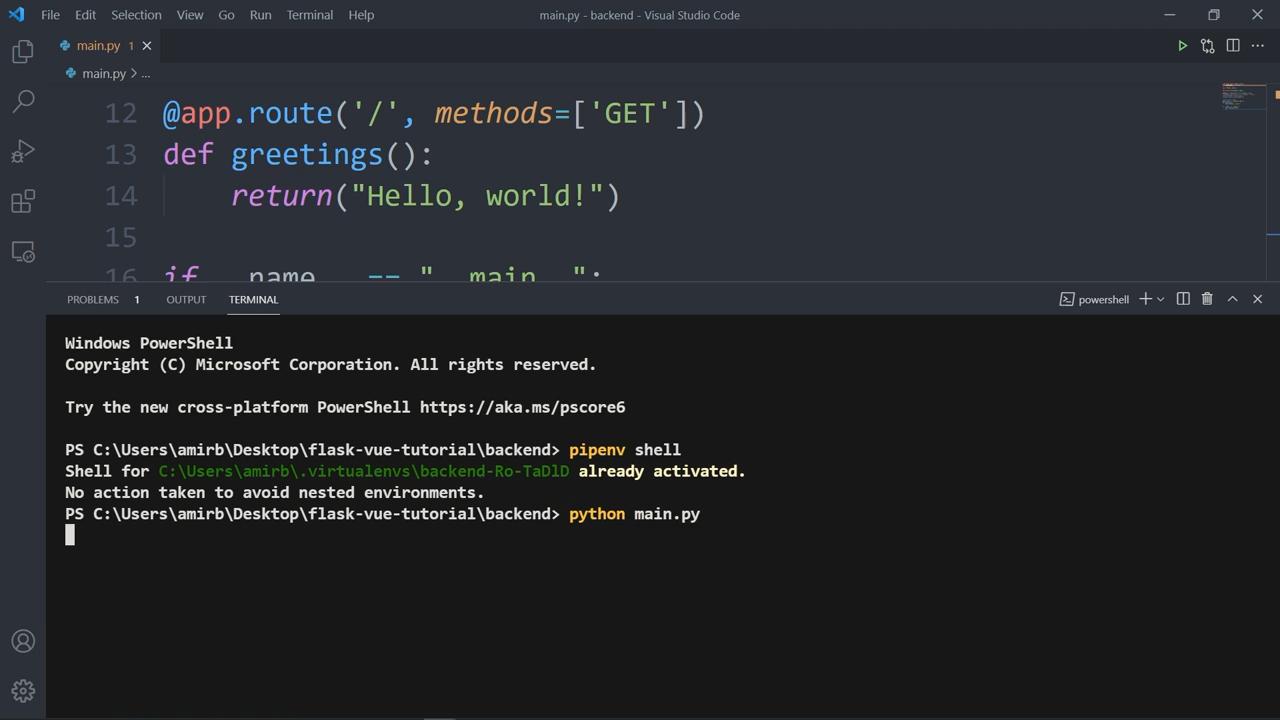 File Edit Selection View Go Run Terminal Help main.py - backend - Visual Studio Code
main.py 1
main.py > ...
12 @app.route('/', methods=['GET'])
13 def greetings():
14 return("Hello, world!")
15
16 if __name__ == "__main__":
PROBLEMS 1 OUTPUT TERMINAL powershell
Windows PowerShell
Copyright (C) Microsoft Corporation. All rights reserved.
Try the new cross-platform PowerShell https://aka.ms/pscore6
PS C:\Users\amirb\Desktop\flask-vue-tutorial\backend> pipenv shell
Shell for C:\Users\amirb\.virtualenvs\backend-Ro-TaDlD already activated.
No action taken to avoid nested environments.
PS C:\Users\amirb\Desktop\flask-vue-tutorial\backend> python main.py